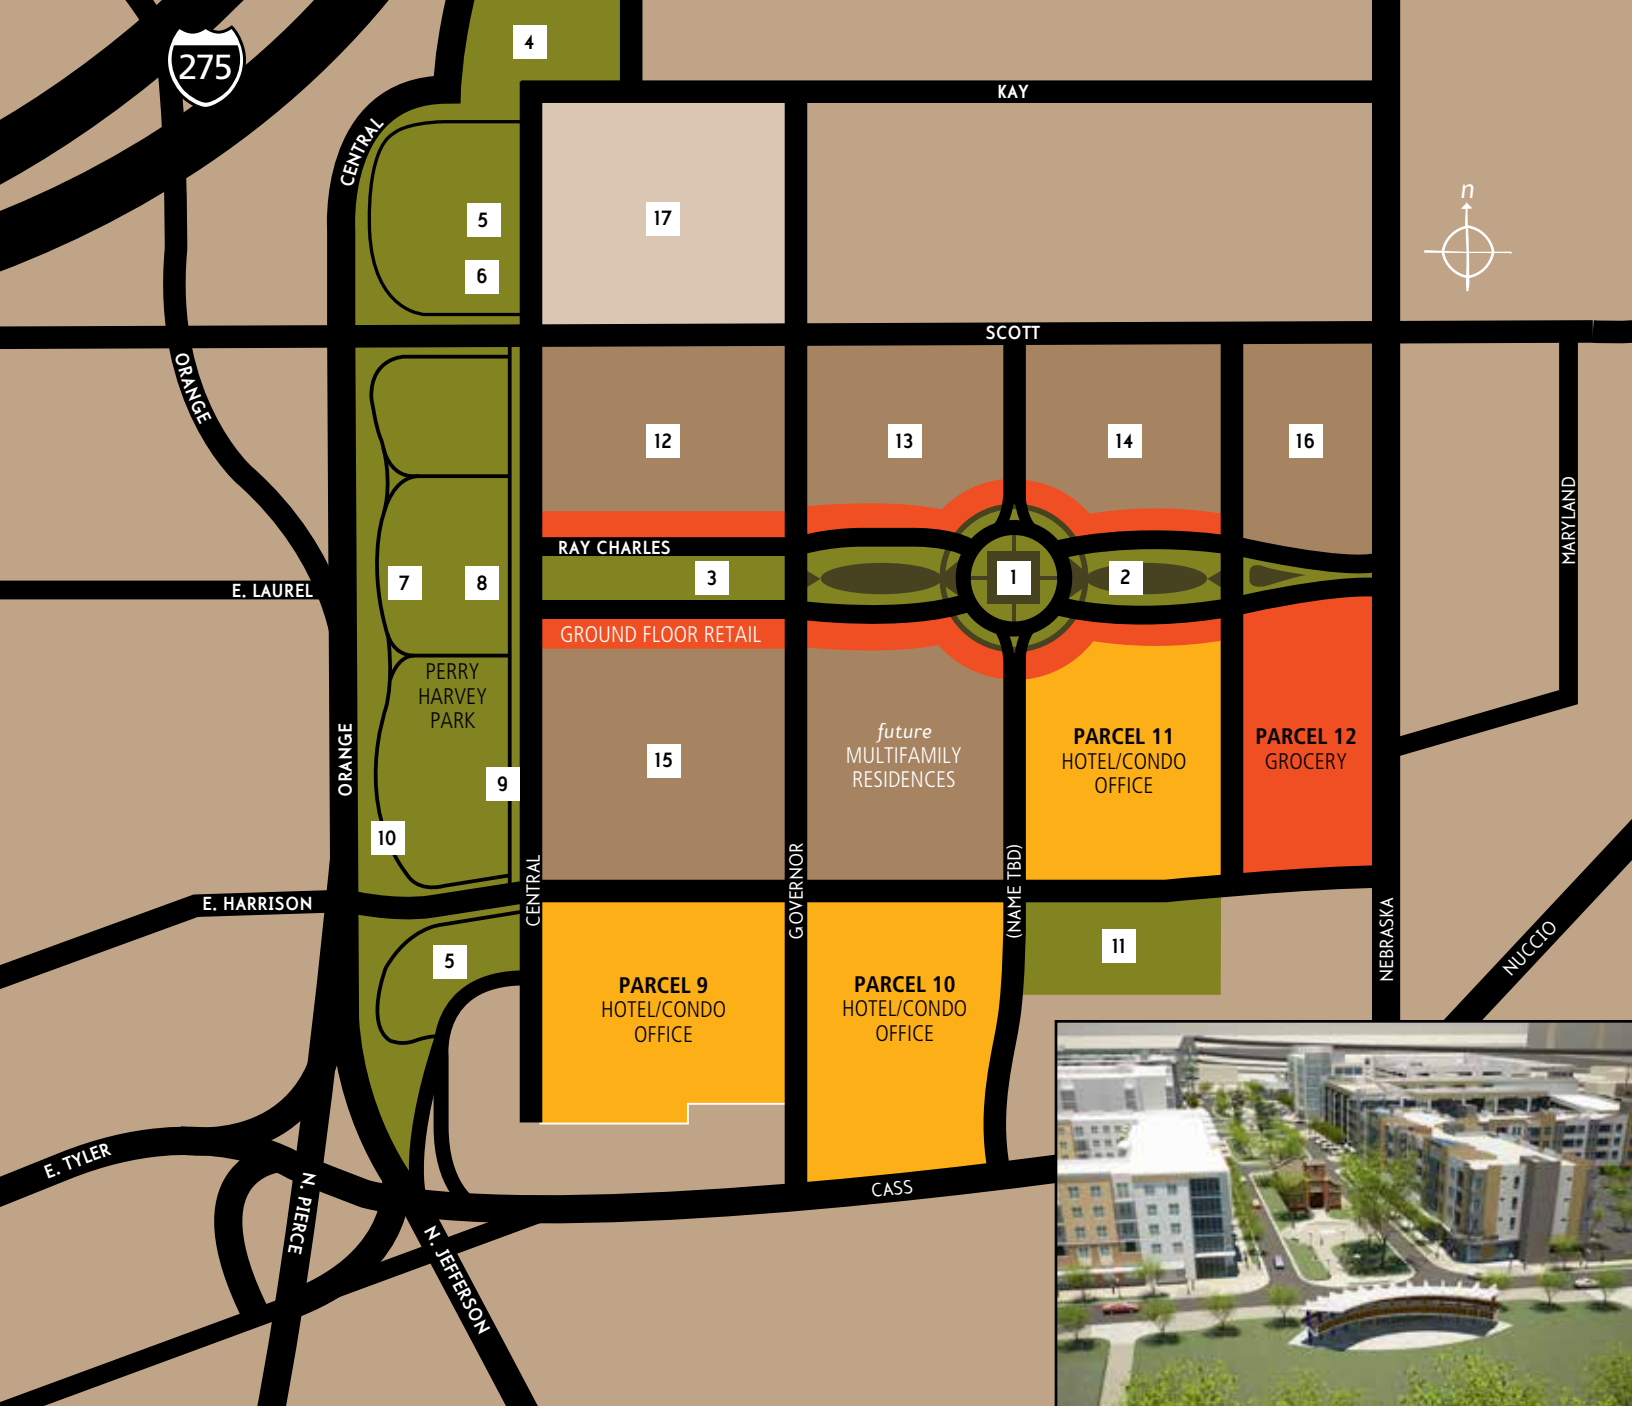 4
275
KAY
CENTRAL
n
5
17
6
SCOTT
ORANGE
12
13
14
16
MARYLAND
RAY CHARLES
3
1
2
E. LAUREL
7
8
GROUND FLOOR RETAIL
PERRY
HARVEY
PARK
ORANGE
9
10
15
future
MULTIFAMILY
RESIDENCES
PARCEL 11
HOTEL/CONDO
OFFICE
PARCEL 12
GROCERY
E. HARRISON
CENTRAL
GOVERNOR
(NAME TBD)
NEBRASKA
NUCCIO
5
PARCEL 9
HOTEL/CONDO
OFFICE
PARCEL 10
HOTEL/CONDO
OFFICE
11
E. TYLER
N. PIERCE
N. JEFFERSON
CASS